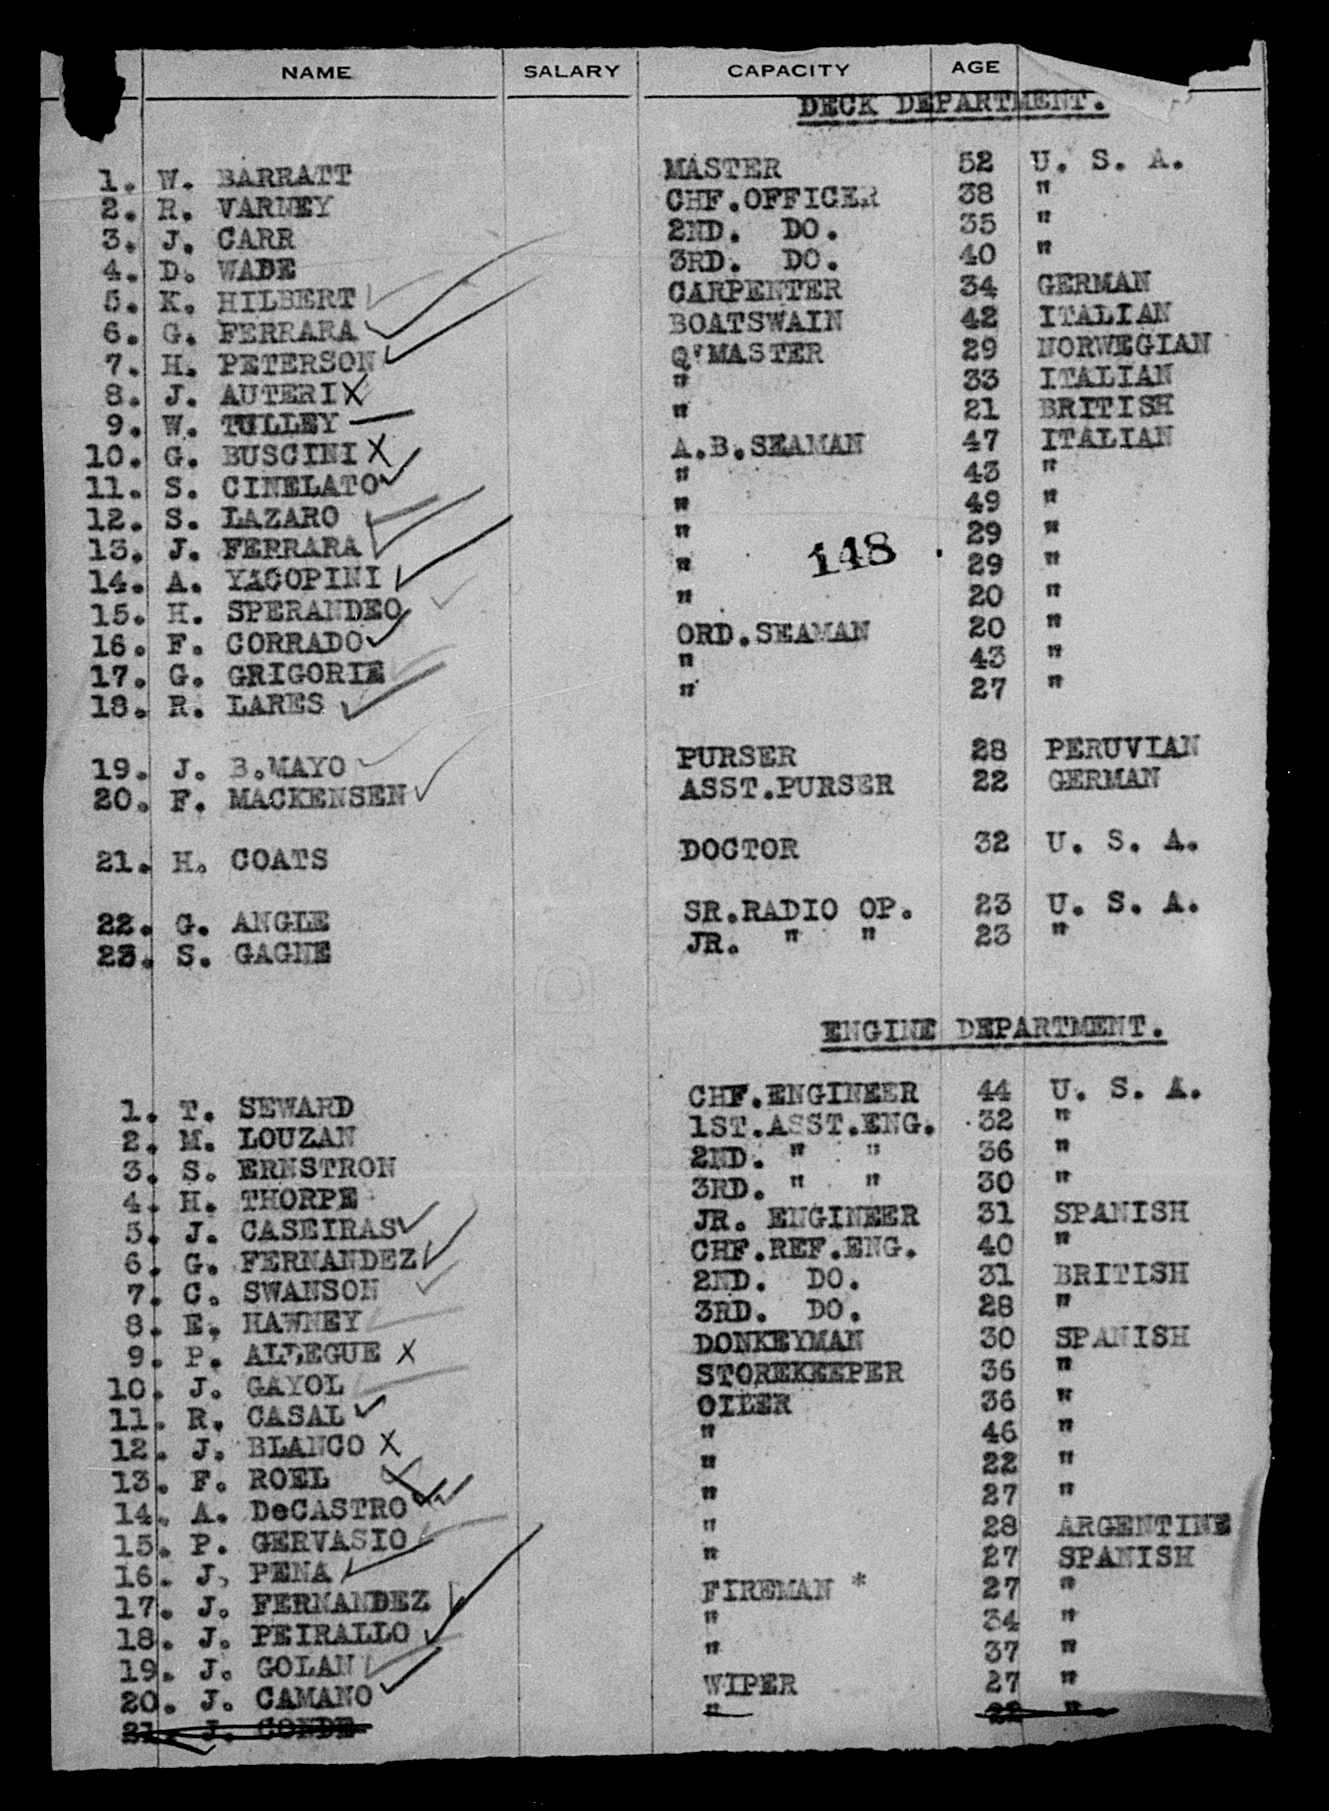 NAME SALARY CAPACITY AGE
DECK DEPARTMENT.
1. W. BARRATT MASTER 52 U. S. A.
2. R. VARNEY CHF.OFFICER 38 "
3. J. CARR 2ND. DO. 35 "
4. D. WADE 3RD. DO. 40 "
5. K. HILBERT CARPENTER 34 GERMAN
6. G. FERRARA BOATSWAIN 42 ITALIAN
7. H. PETERSON Q'MASTER 29 NORWEGIAN
8. J. AUTERI X " 33 ITALIAN
9. W. TULLEY " 21 BRITISH
10. G. BUSCINI X A.B.SEAMAN 47 ITALIAN
11. S. CINELATO " 43 "
12. S. LAZARO " 49 "
13. J. FERRARA " 29 "
14. A. YACOPINI " 29 "
148
15. H. SPERANDEO " 20 "
16. F. CORRADO ORD.SEAMAN 20 "
17. G. GRIGORIE " 43 "
18. R. LARES " 27 "
19. J. B.MAYO PURSER 28 PERUVIAN
20. F. MACKENSEN ASST.PURSER 22 GERMAN
21. H. COATS DOCTOR 32 U. S. A.
22. G. ANGLE SR.RADIO OP. 23 U. S. A.
23. S. GAGNE JR. " " 23 "
ENGINE DEPARTMENT.
1. T. SEWARD CHF.ENGINEER 44 U. S. A.
2. M. LOUZAN 1ST.ASST.ENG. 32 "
3. S. ERNSTRON 2ND. " " 36 "
4. H. THORPE 3RD. " " 30 "
5. J. CASEIRAS JR. ENGINEER 31 SPANISH
6. G. FERNANDEZ CHF.REF.ENG. 40 "
7. C. SWANSON 2ND. DO. 31 BRITISH
8. E. HAWNEY 3RD. DO. 28 "
9. P. ALLEGUE X DONKEYMAN 30 SPANISH
10. J. GAYOL STOREKEEPER 36 "
11. R. CASAL OILER 36 "
12. J. BLANCO X " 46 "
13. F. ROEL " 22 "
14. A. DeCASTRO " 27 "
15. P. GERVASIO " 28 ARGENTINE
16. J. PENA " 27 SPANISH
17. J. FERNANDEZ FIREMAN * 27 "
18. J. PEIRALLO " 34 "
19. J. GOLAN " 37 "
20. J. CAMANO WIPER 27 "
21. J. CONDE " 22 "